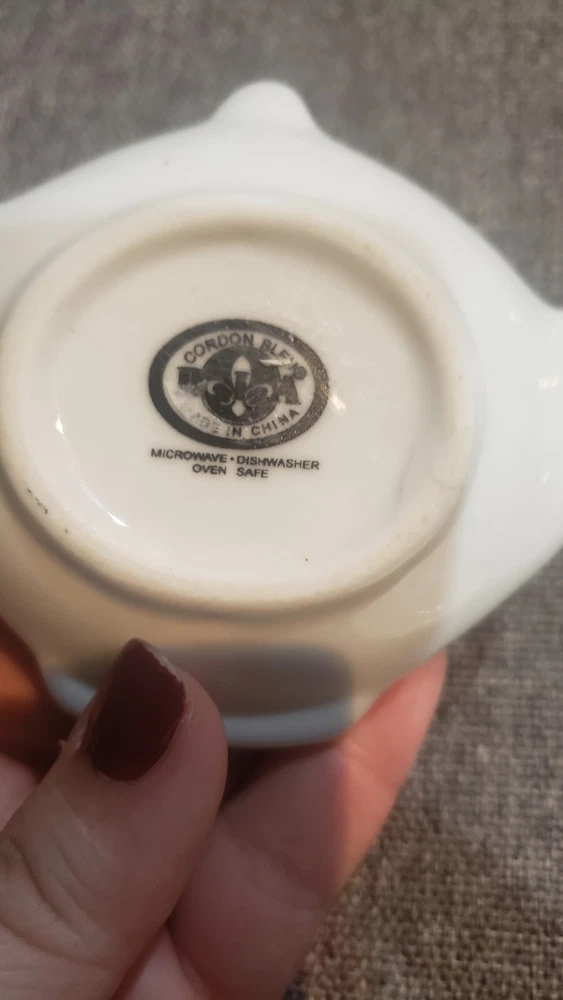 CORDON BLEU®
B I A
MADE IN CHINA
MICROWAVE • DISHWASHER
OVEN SAFE